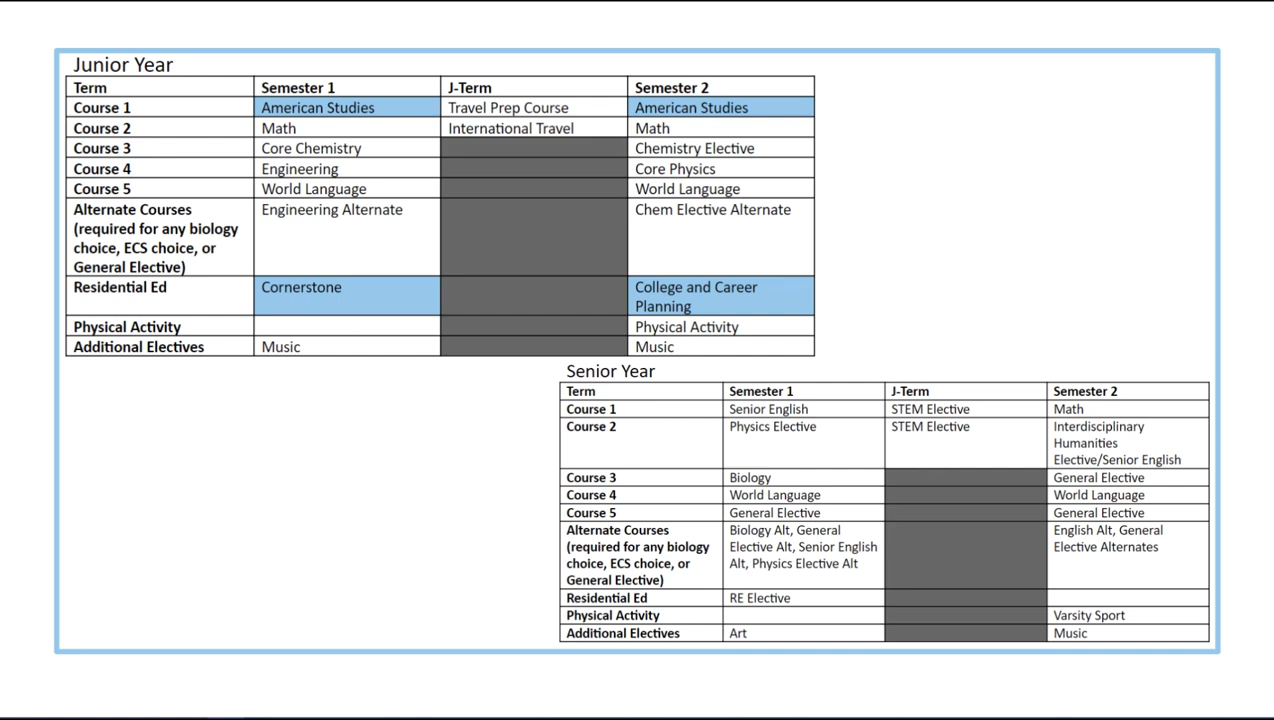 Junior Year
Term Semester 1 J-Term Semester 2
Course 1 American Studies Travel Prep Course American Studies
Course 2 Math International Travel Math
Course 3 Core Chemistry Chemistry Elective
Course 4 Engineering Core Physics
Course 5 World Language World Language
Alternate Courses Engineering Alternate Chem Elective Alternate
(required for any biology
choice, ECS choice, or
General Elective)
Residential Ed Cornerstone College and Career
Planning
Physical Activity Physical Activity
Additional Electives Music Music
Senior Year
Term Semester 1 J-Term Semester 2
Course 1 Senior English STEM Elective Math
Course 2 Physics Elective STEM Elective Interdisciplinary
Humanities
Elective/Senior English
Course 3 Biology General Elective
Course 4 World Language World Language
Course 5 General Elective General Elective
Alternate Courses Biology Alt, General English Alt, General
(required for any biology Elective Alt, Senior English Elective Alternates
choice, ECS choice, or Alt, Physics Elective Alt
General Elective)
Residential Ed RE Elective
Physical Activity Varsity Sport
Additional Electives Art Music